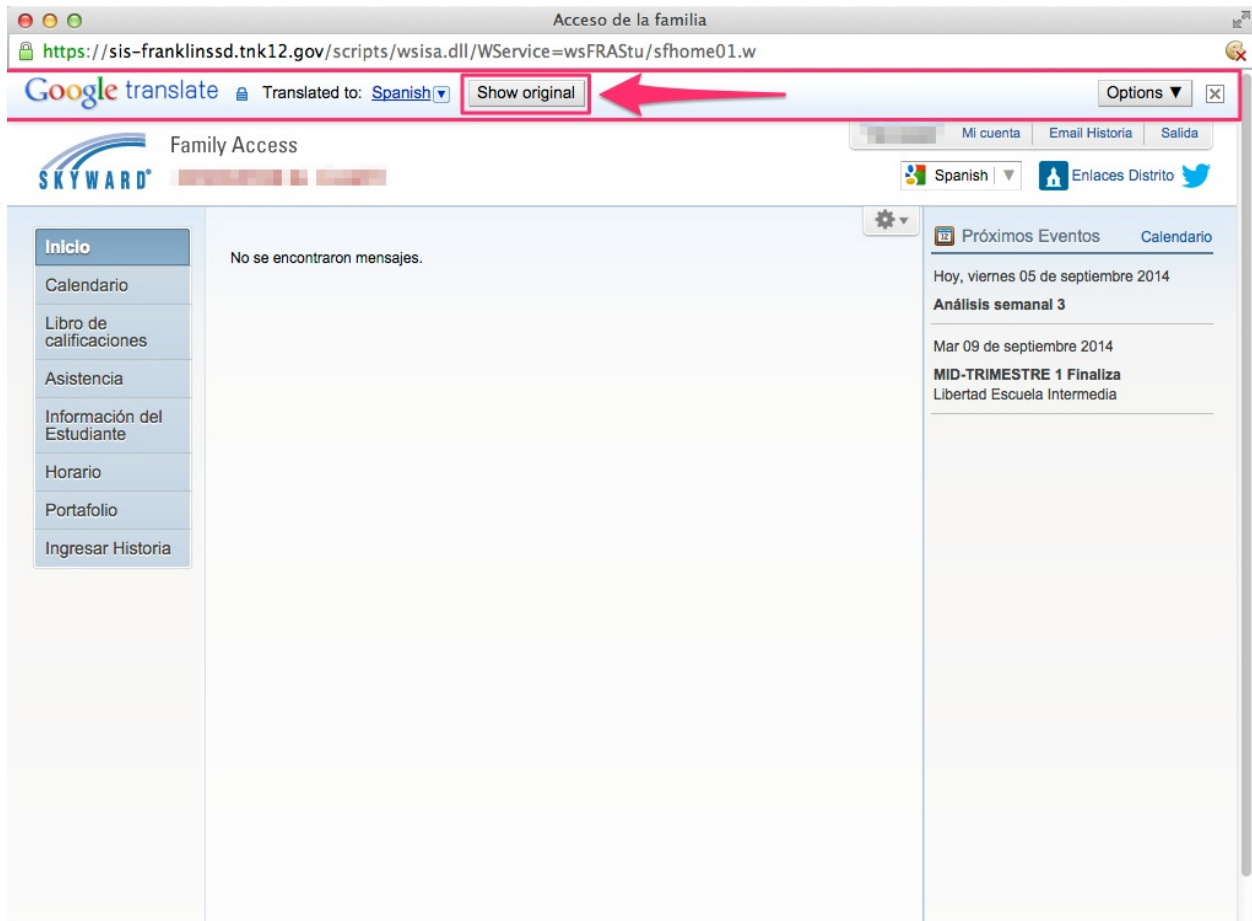 Acceso de la familia
https://sis-franklinssd.tnk12.gov/scripts/wsisa.dll/WService=wsFRAStu/sfhome01.w
Google translate Translated to: Spanish ▼ Show original Options ▼
SKYWARD® Family Access
Mi cuenta Email Historia Salida
Spanish ▼ Enlaces Distrito
Inicio
Calendario
Libro de
calificaciones
Asistencia
Información del
Estudiante
Horario
Portafolio
Ingresar Historia
No se encontraron mensajes.
12 Próximos Eventos Calendario
Hoy, viernes 05 de septiembre 2014
Análisis semanal 3
Mar 09 de septiembre 2014
MID-TRIMESTRE 1 Finaliza
Libertad Escuela Intermedia